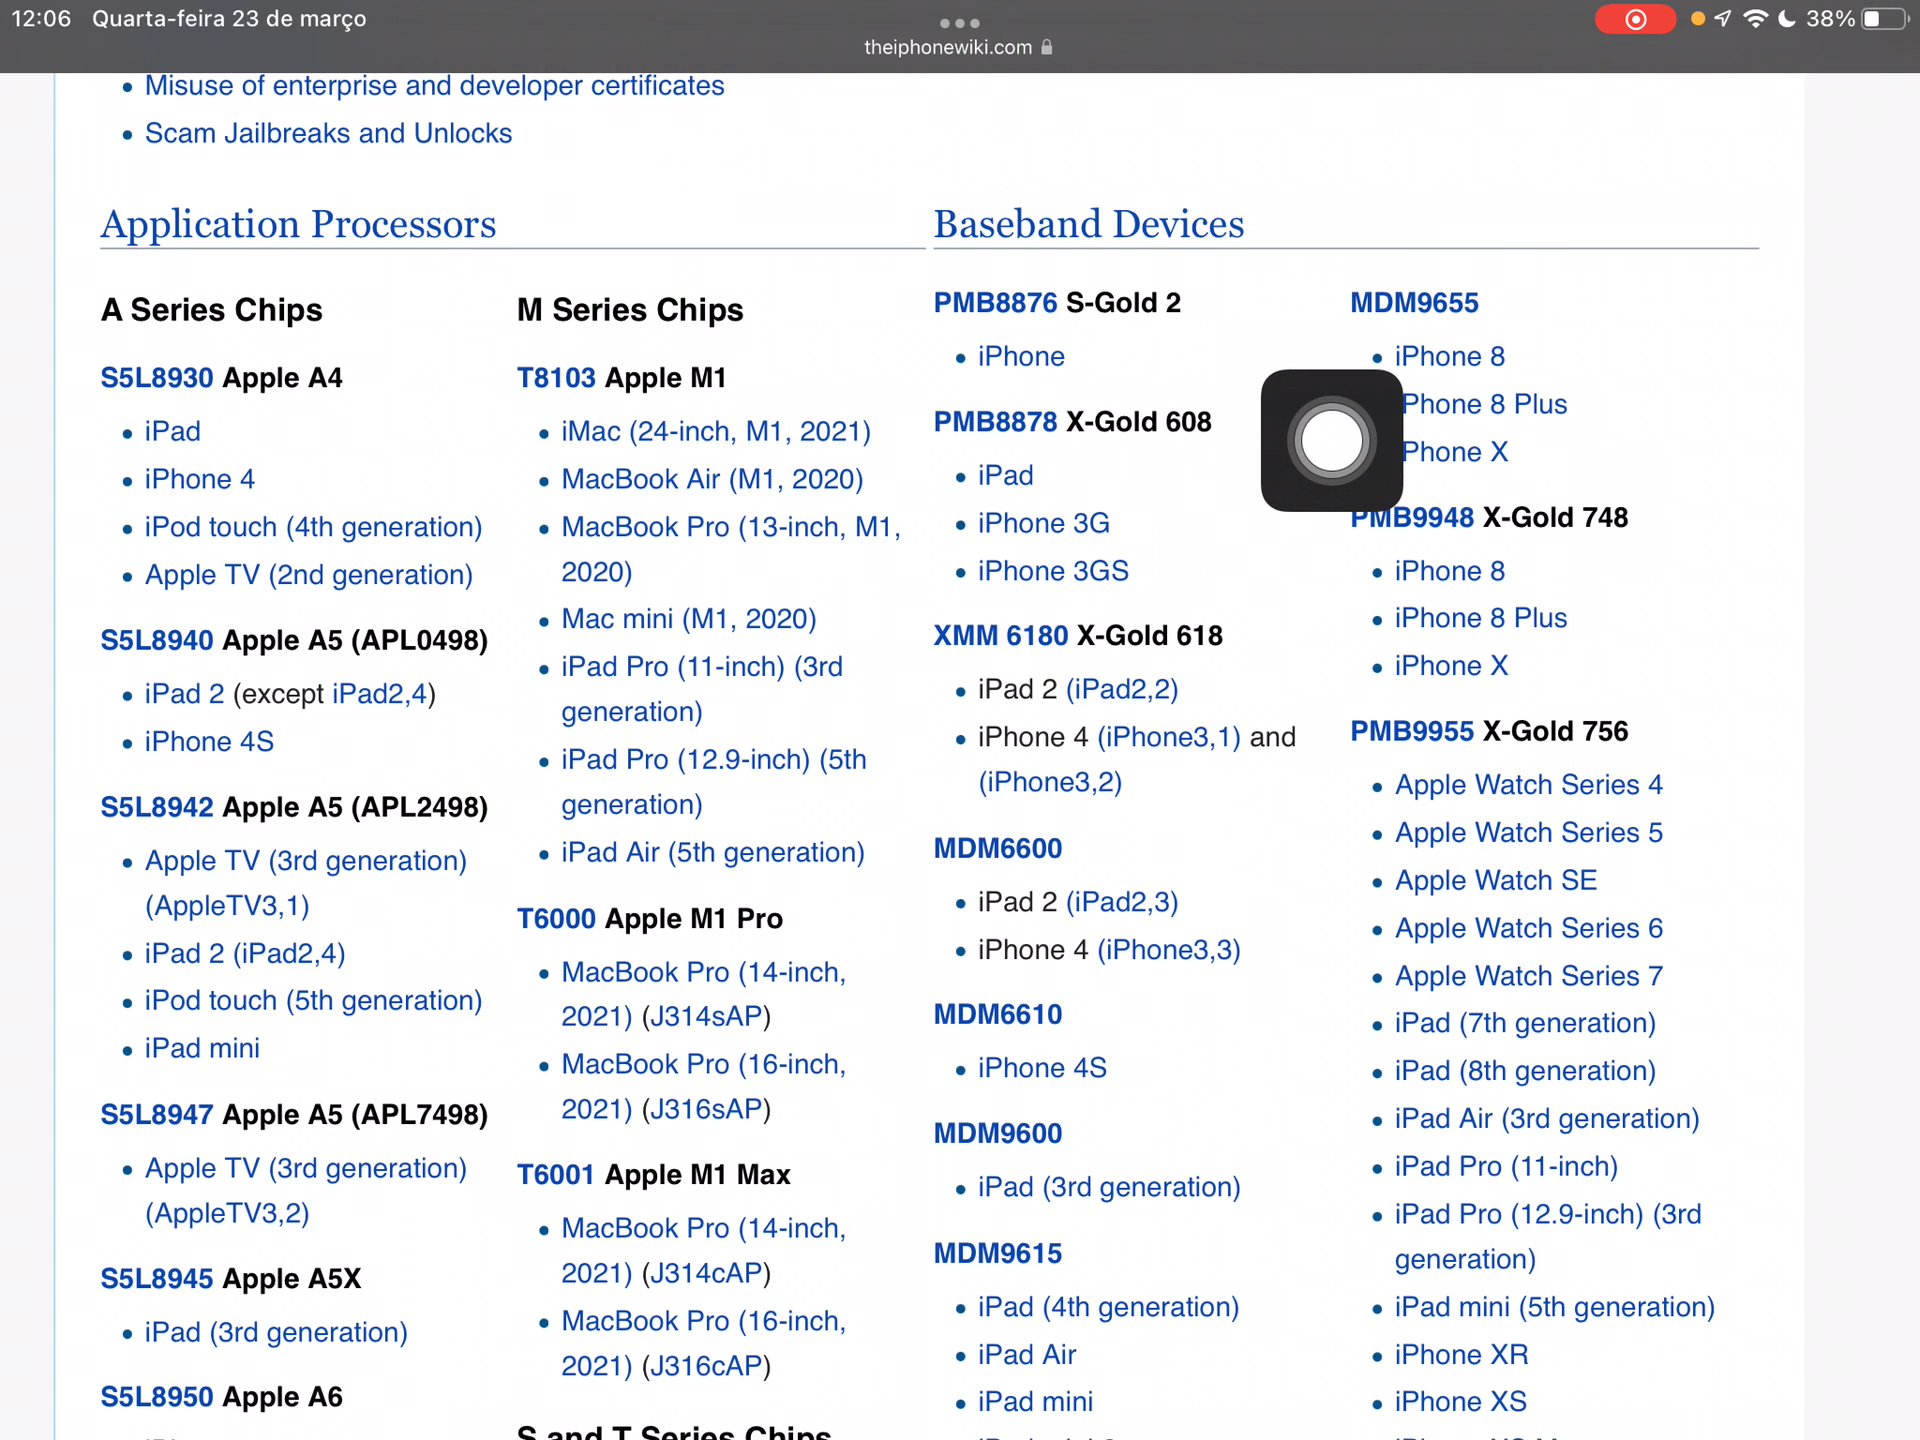 12:06 Quarta-feira 23 de março
38%
theiphonewiki.com
Misuse of enterprise and developer certificates
Scam Jailbreaks and Unlocks
Application Processors
A Series Chips
S5L8930 Apple A4
iPad
iPhone 4
iPod touch (4th generation)
Apple TV (2nd generation)
S5L8940 Apple A5 (APL0498)
iPad 2 (except iPad2,4)
iPhone 4S
S5L8942 Apple A5 (APL2498)
Apple TV (3rd generation)
(AppleTV3,1)
iPad 2 (iPad2,4)
iPod touch (5th generation)
iPad mini
S5L8947 Apple A5 (APL7498)
Apple TV (3rd generation)
(AppleTV3,2)
S5L8945 Apple A5X
iPad (3rd generation)
S5L8950 Apple A6
M Series Chips
T8103 Apple M1
iMac (24-inch, M1, 2021)
MacBook Air (M1, 2020)
MacBook Pro (13-inch, M1,
2020)
Mac mini (M1, 2020)
iPad Pro (11-inch) (3rd
generation)
iPad Pro (12.9-inch) (5th
generation)
iPad Air (5th generation)
T6000 Apple M1 Pro
MacBook Pro (14-inch,
2021) (J314sAP)
MacBook Pro (16-inch,
2021) (J316sAP)
T6001 Apple M1 Max
MacBook Pro (14-inch,
2021) (J314cAP)
MacBook Pro (16-inch,
2021) (J316cAP)
S and T Series Chips
Baseband Devices
PMB8876 S-Gold 2
iPhone
PMB8878 X-Gold 608
iPad
iPhone 3G
iPhone 3GS
XMM 6180 X-Gold 618
iPad 2 (iPad2,2)
iPhone 4 (iPhone3,1) and
(iPhone3,2)
MDM6600
iPad 2 (iPad2,3)
iPhone 4 (iPhone3,3)
MDM6610
iPhone 4S
MDM9600
iPad (3rd generation)
MDM9615
iPad (4th generation)
iPad Air
iPad mini
MDM9655
iPhone 8
Phone 8 Plus
Phone X
PMB9948 X-Gold 748
iPhone 8
iPhone 8 Plus
iPhone X
PMB9955 X-Gold 756
Apple Watch Series 4
Apple Watch Series 5
Apple Watch SE
Apple Watch Series 6
Apple Watch Series 7
iPad (7th generation)
iPad (8th generation)
iPad Air (3rd generation)
iPad Pro (11-inch)
iPad Pro (12.9-inch) (3rd
generation)
iPad mini (5th generation)
iPhone XR
iPhone XS